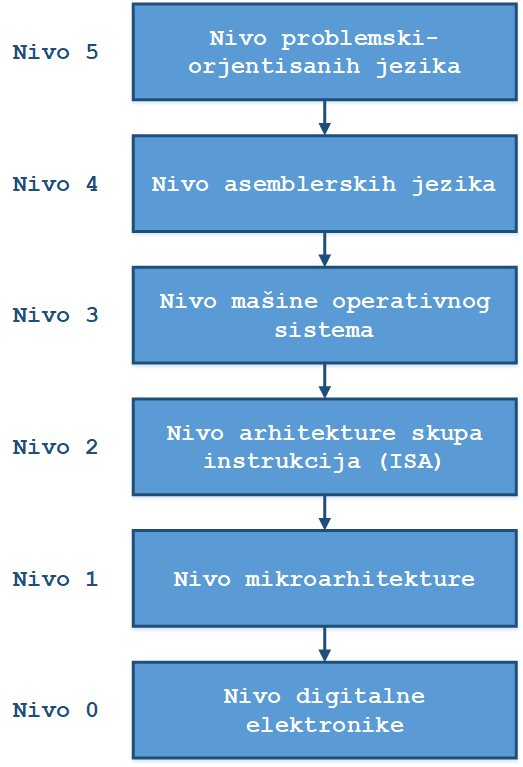 Nivo 5
Nivo problemski-
orjentisanih jezika
Nivo 4
Nivo asemblerskih jezika
Nivo 3
Nivo mašine operativnog
sistema
Nivo 2
Nivo arhitekture skupa
instrukcija (ISA)
Nivo 1
Nivo mikroarhitekture
Nivo 0
Nivo digitalne
elektronike